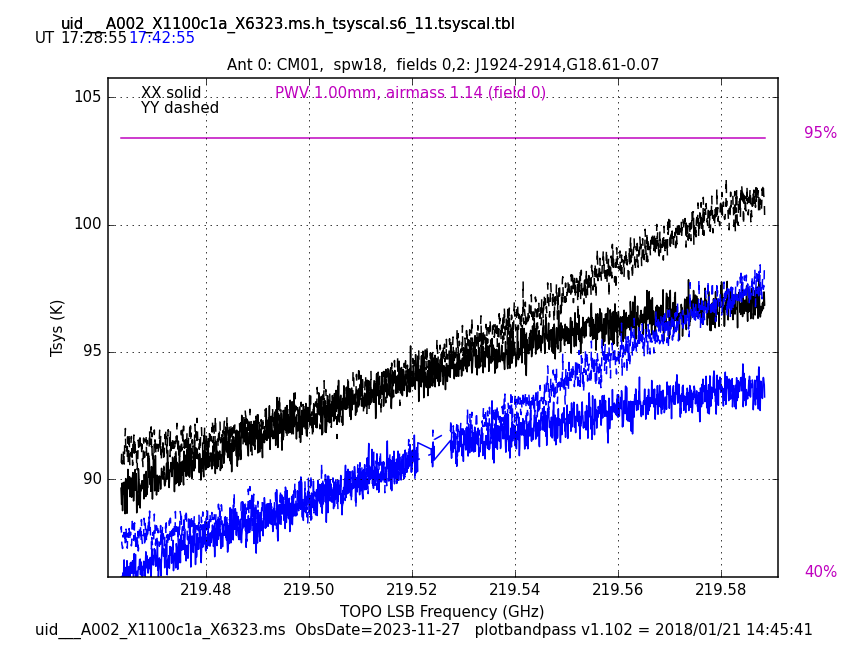 uid___A002_X1100c1a_X6323.ms.h_tsyscal.s6_11.tsyscal.tbl
UT 17:28:55 17:42:55
Ant 0: CM01, spw18, fields 0,2: J1924-2914,G18.61-0.07
XX solid
PWV 1.00mm, airmass 1.14 (field 0)
YY dashed
105
100
95
90
95%
40%
Tsys (K)
219.48 219.50 219.52 219.54 219.56 219.58
TOPO LSB Frequency (GHz)
uid___A002_X1100c1a_X6323.ms ObsDate=2023-11-27 plotbandpass v1.102 = 2018/01/21 14:45:41